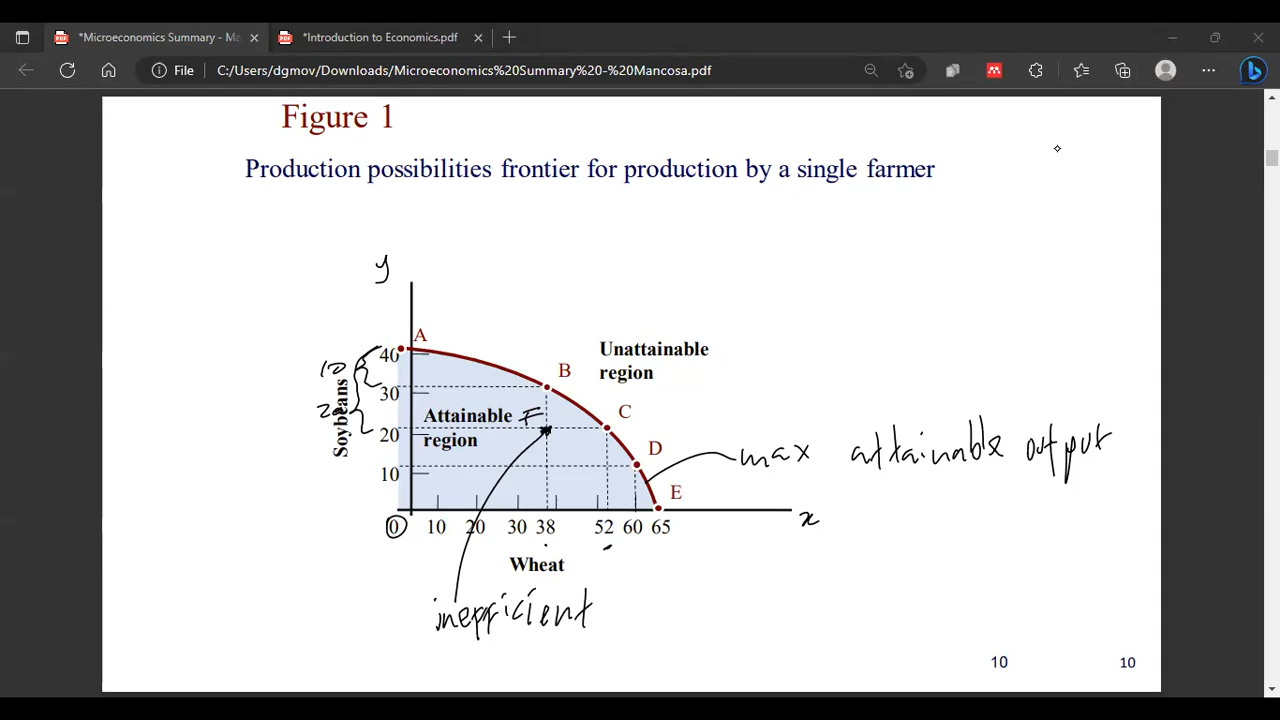 *Microeconomics Summary - Ma
*Introduction to Economics.pdf
File
C:/Users/dgmov/Downloads/Microeconomics%20Summary%20-%20Mancosa.pdf
Figure 1
Production possibilities frontier for production by a single farmer
y
A
40
10
B
Unattainable
region
30
20
Soybeans
Attainable
region
F
C
20
D
max attainable output
10
E
0 10 20 30 38 52 60 65
x
Wheat
inefficient
10
10